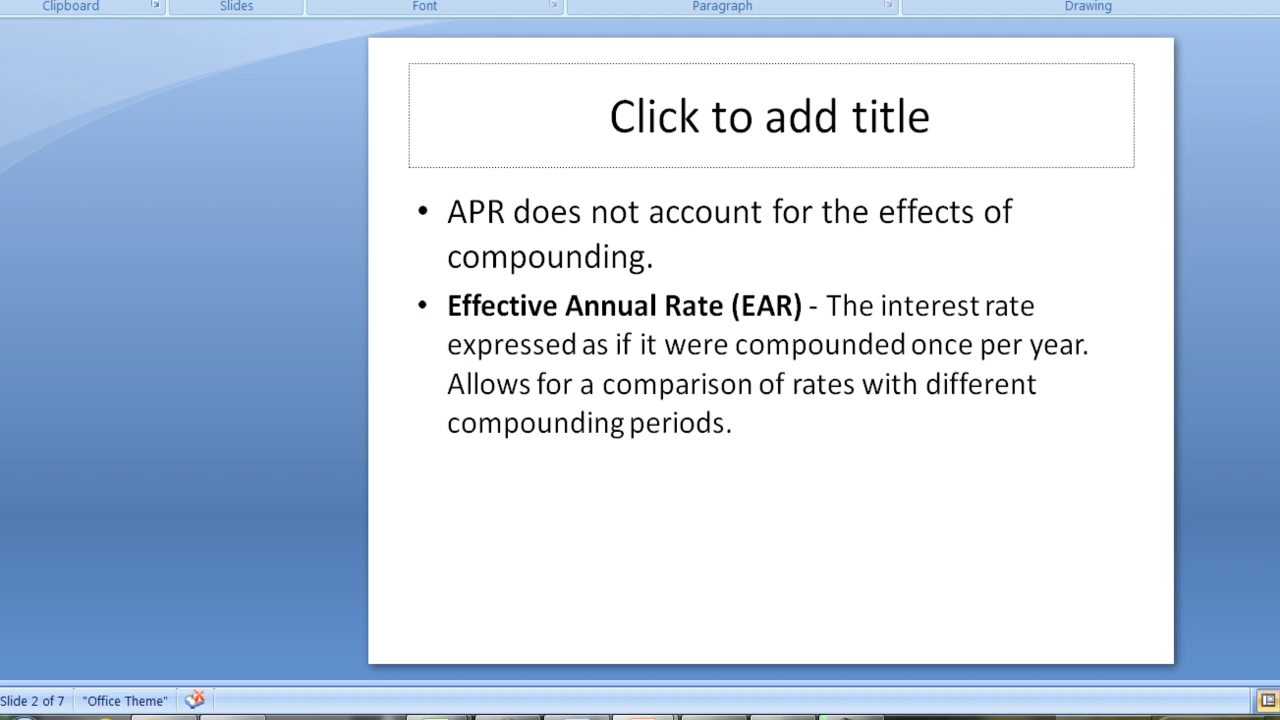 Clipboard
Slides
Font
Paragraph
Drawing
Click to add title
• APR does not account for the effects of
compounding.
• Effective Annual Rate (EAR) - The interest rate
expressed as if it were compounded once per year.
Allows for a comparison of rates with different
compounding periods.
Slide 2 of 7
"Office Theme"